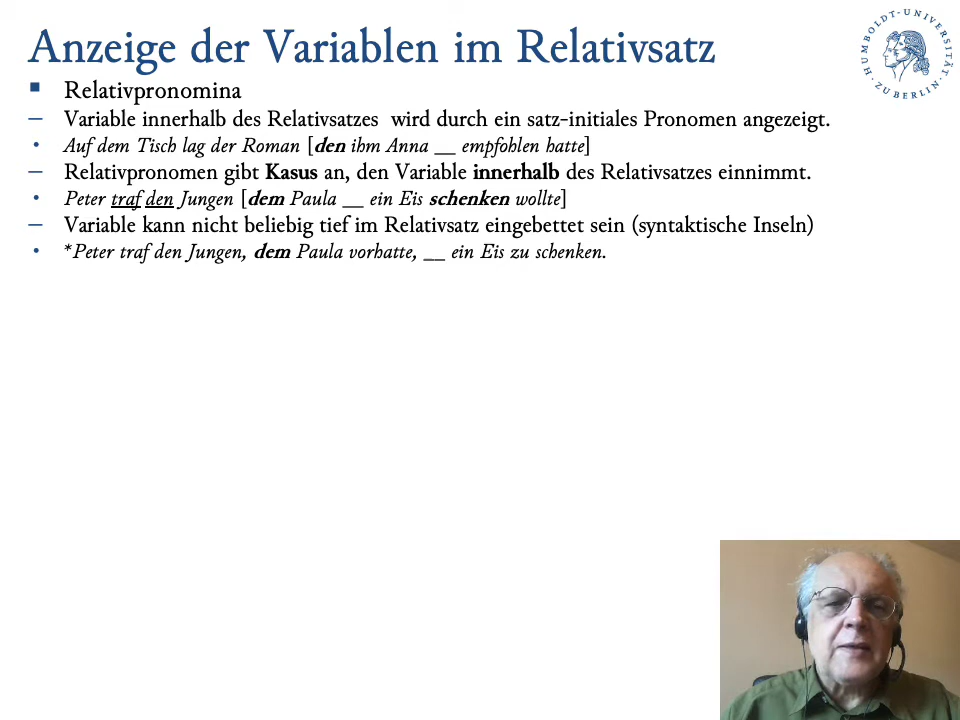 Anzeige der Variablen im Relativsatz
HUMBOLDT-UNIVERSITÄT
ZU BERLIN
▪ Relativpronomina
– Variable innerhalb des Relativsatzes wird durch ein satz-initiales Pronomen angezeigt.
• Auf dem Tisch lag der Roman [den ihm Anna __ empfohlen hatte]
– Relativpronomen gibt Kasus an, den Variable innerhalb des Relativsatzes einnimmt.
• Peter traf den Jungen [dem Paula __ ein Eis schenken wollte]
– Variable kann nicht beliebig tief im Relativsatz eingebettet sein (syntaktische Inseln)
• *Peter traf den Jungen, dem Paula vorhatte, __ ein Eis zu schenken.